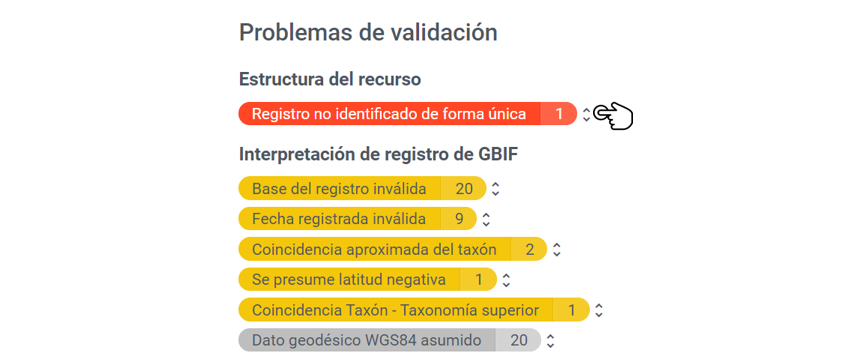 Problemas de validación
Estructura del recurso
Registro no identificado de forma única 1
Interpretación de registro de GBIF
Base del registro inválida 20
Fecha registrada inválida 9
Coincidencia aproximada del taxón 2
Se presume latitud negativa 1
Coincidencia Taxón - Taxonomía superior 1
Dato geodésico WGS84 asumido 20